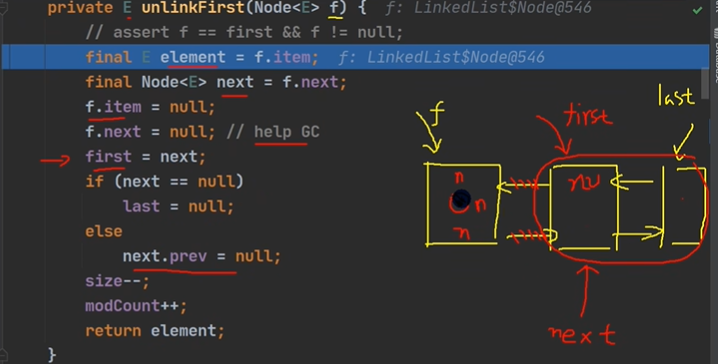 private E unlinkFirst(Node<E> f) {  f: LinkedList$Node@546
// assert f == first && f != null;
final E element = f.item;  f: LinkedList$Node@546
final Node<E> next = f.next;
f.item = null;
f.next = null; // help GC
first = next;
if (next == null)
last = null;
else
next.prev = null;
size--;
modCount++;
return element;
}
f
first
last
n
n
n
next